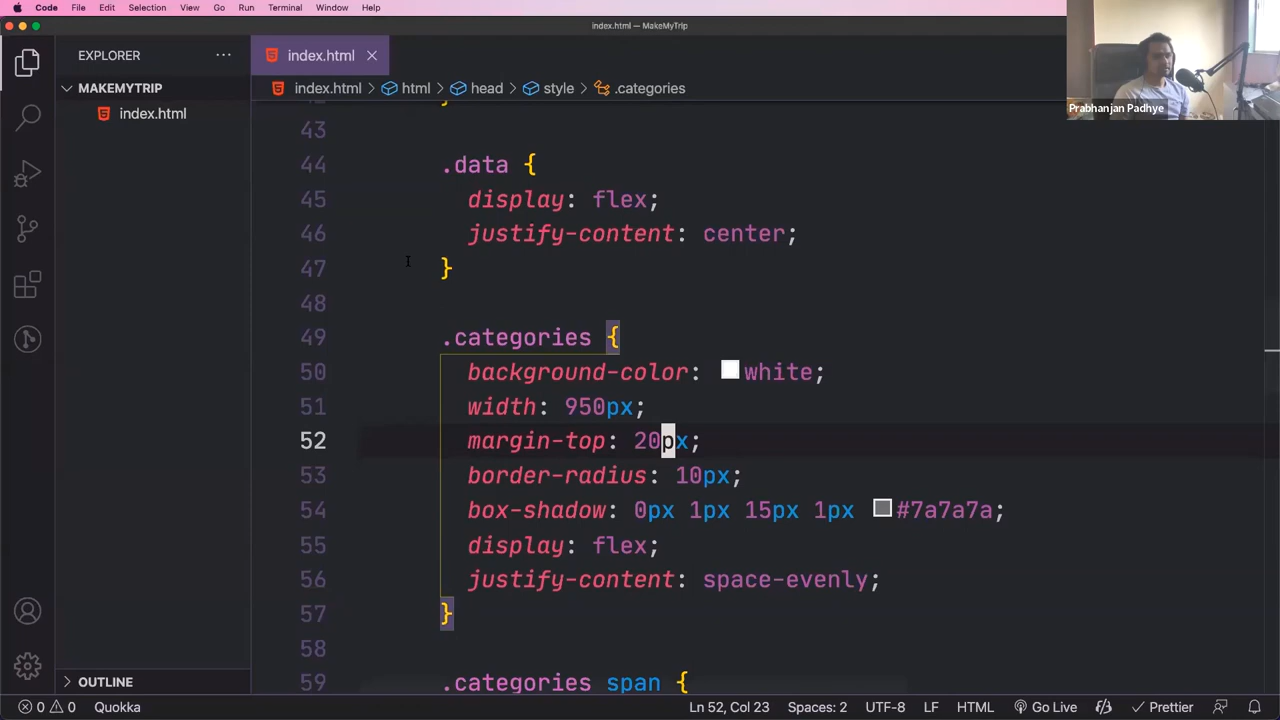 Code File Edit Selection View Go Run Terminal Window Help
index.html — MakeMyTrip
EXPLORER
index.html
MAKEMYTRIP
index.html > html > head > style > .categories
index.html
Prabhanjan Padhye
43
44 .data {
45 display: flex;
46 justify-content: center;
47 }
48
49 .categories {
50 background-color: white;
51 width: 950px;
52 margin-top: 20px;
53 border-radius: 10px;
54 box-shadow: 0px 1px 15px 1px #7a7a7a;
55 display: flex;
56 justify-content: space-evenly;
57 }
58
59 .categories span {
OUTLINE
0 0 Quokka Ln 52, Col 23 Spaces: 2 UTF-8 LF HTML Go Live Prettier